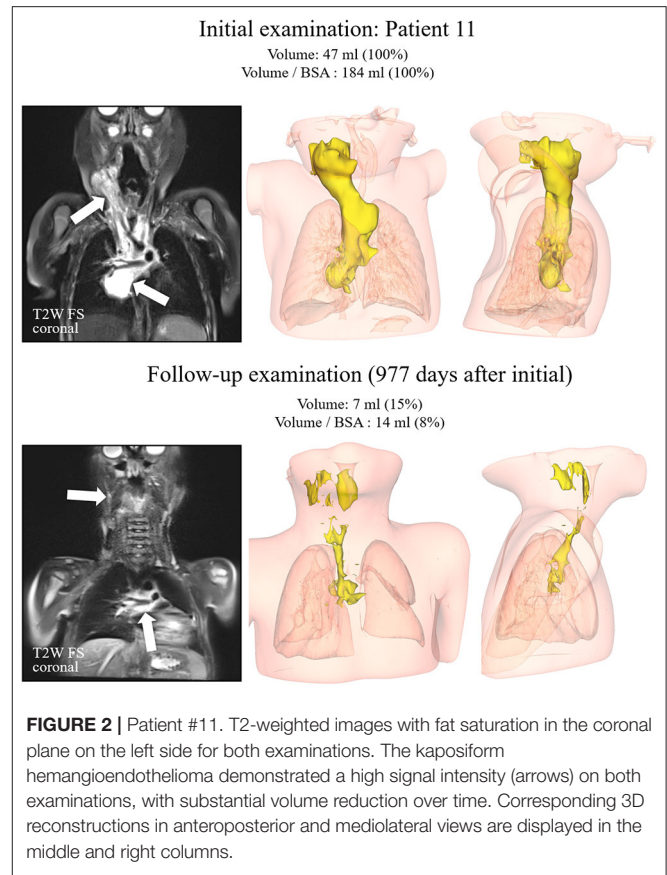 Initial examination: Patient 11
Volume: 47 ml (100%)
Volume / BSA : 184 ml (100%)
T2W FS
coronal
Follow-up examination (977 days after initial)
Volume: 7 ml (15%)
Volume / BSA : 14 ml (8%)
T2W FS
coronal
FIGURE 2 | Patient #11. T2-weighted images with fat saturation in the coronal
plane on the left side for both examinations. The kaposiform
hemangioendothelioma demonstrated a high signal intensity (arrows) on both
examinations, with substantial volume reduction over time. Corresponding 3D
reconstructions in anteroposterior and mediolateral views are displayed in the
middle and right columns.